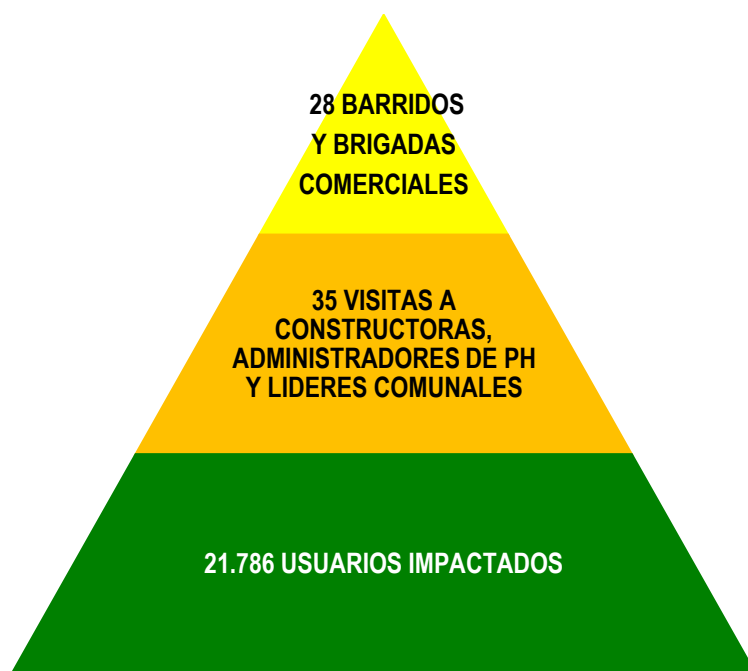 28 BARRIDOS
Y BRIGADAS
COMERCIALES
35 VISITAS A
CONSTRUCTORAS,
ADMINISTRADORES DE PH
Y LIDERES COMUNALES
21.786 USUARIOS IMPACTADOS